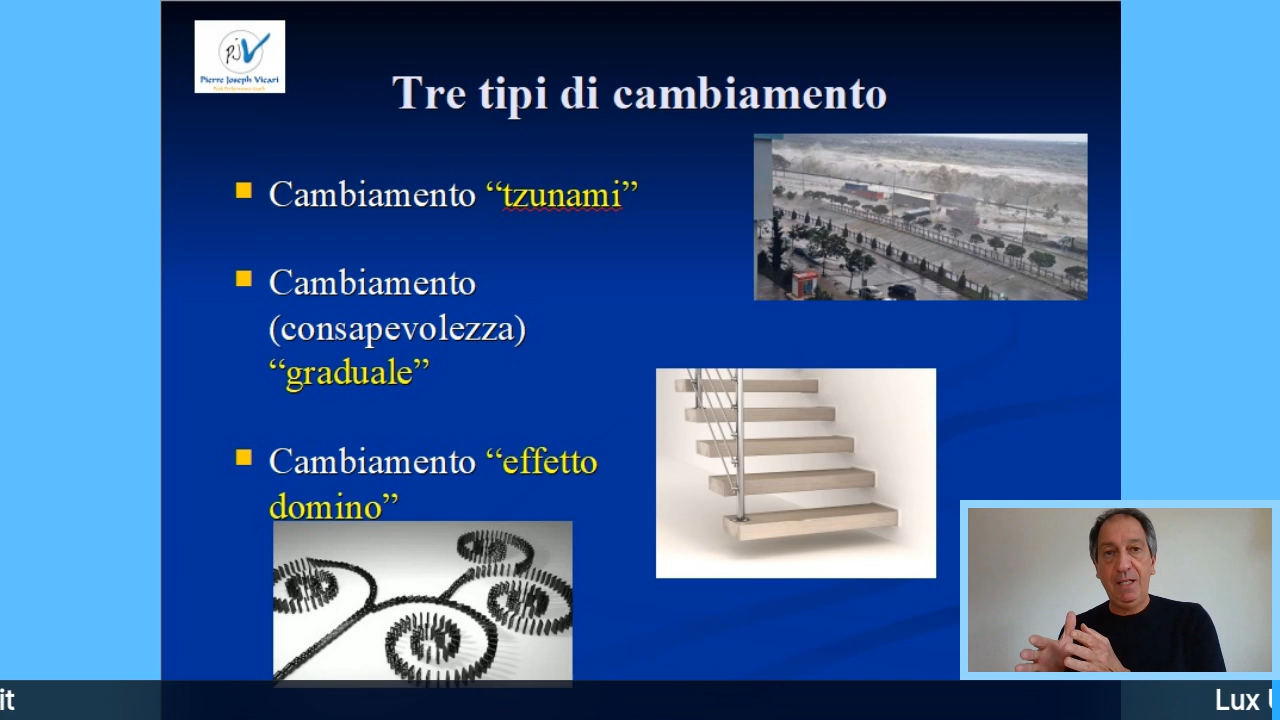 Pierre Joseph Vicari
Tre tipi di cambiamento
Cambiamento “tzunami”
Cambiamento
(consapevolezza)
“graduale”
Cambiamento “effetto
domino”
it
Lux